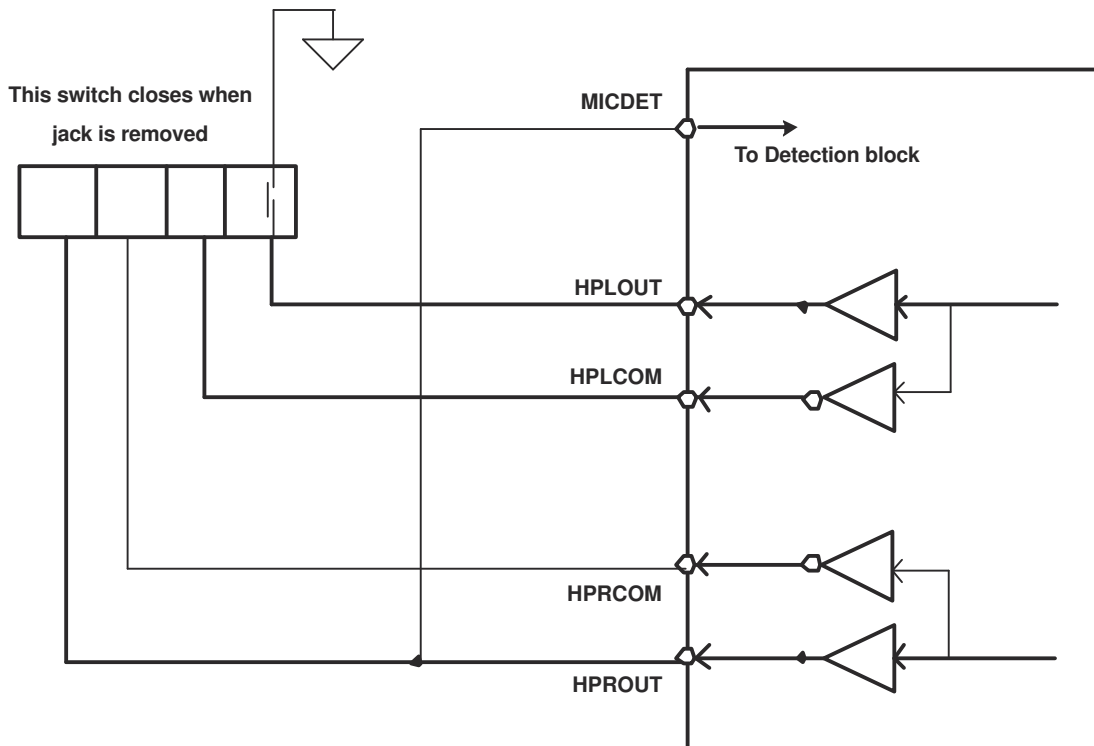 This switch closes when
jack is removed
MICDET
To Detection block
HPLOUT
HPLCOM
HPRCOM
HPROUT